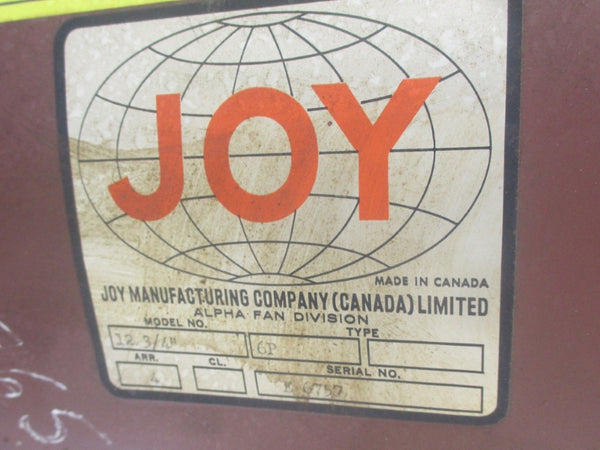 JOY
MADE IN CANADA
JOY MANUFACTURING COMPANY (CANADA) LIMITED
ALPHA FAN DIVISION
MODEL NO. TYPE
12 3/4" 6P
ARR. CL. SERIAL NO.
4